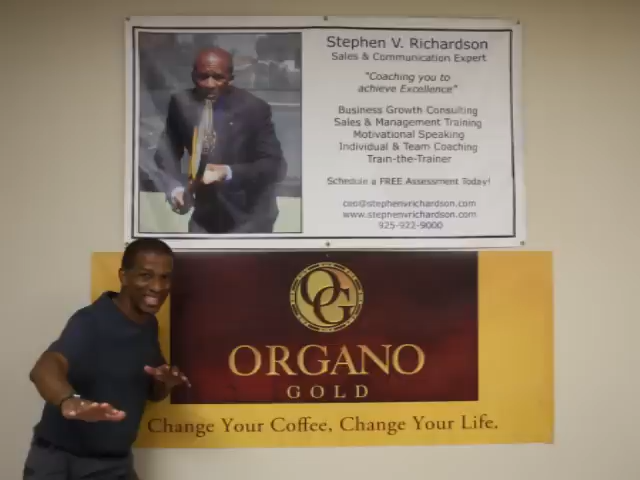 Stephen V. Richardson
Sales & Communication Expert
"Coaching you to
achieve Excellence"
Business Growth Consulting
Sales & Management Training
Motivational Speaking
Individual & Team Coaching
Train-the-Trainer
Schedule a FREE Assessment Today!
ceo@stephenvrichardson.com
www.stephenvrichardson.com
925-922-9000
OG
ORGANO
GOLD
Change Your Coffee, Change Your Life.